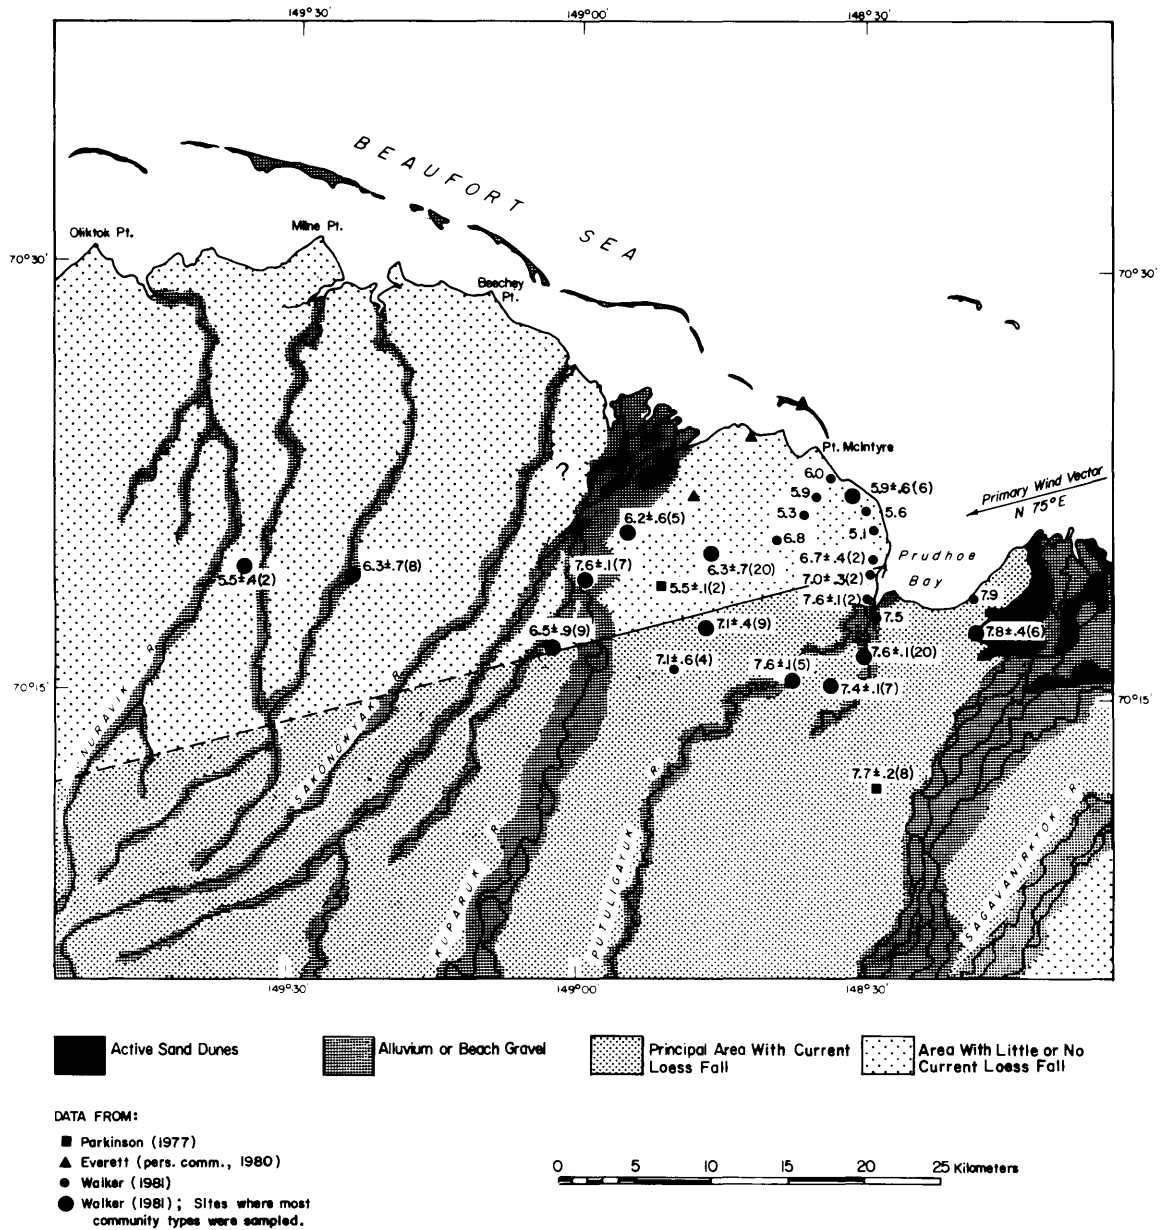 149° 30'
149° 00'
148° 30'
BEAUFORT
SEA
Oliktok Pt.
Milne Pt.
Beechey
Pt.
70° 30'
70° 30'
Pt. McIntyre
?
Primary Wind Vector
N 75° E
6.0
5.9±.6(6)
5.9
5.6
5.3
5.1
6.2±.6(5)
6.8
6.7±.4(2)
Prudhoe
Bay
5.5±.4(2)
6.3±.7(8)
7.6±.1(7)
6.3±.7(20)
7.0±.3(2)
5.5±.1(2)
7.6±.1(2)
7.9
7.5
6.5±.9(9)
7.1±.4(9)
7.8±.4(6)
7.1±.6(4)
7.6±.1(5)
7.6±.1(20)
7.4±.1(7)
70° 15'
70° 15'
7.7±.2(8)
NURAVIK R
SAKONOWYAK R
KUPARUK R
PUTULIGAYUK R
SAGAVANIRKTOK R
149° 30'
149° 00'
148° 30'
Active Sand Dunes
Alluvium or Beach Gravel
Principal Area With Current
Loess Fall
Area With Little or No
Current Loess Fall
DATA FROM:
Parkinson (1977)
Everett (pers. comm., 1980)
Walker (1981)
Walker (1981); Sites where most
community types were sampled.
0 5 10 15 20 25 Kilometers